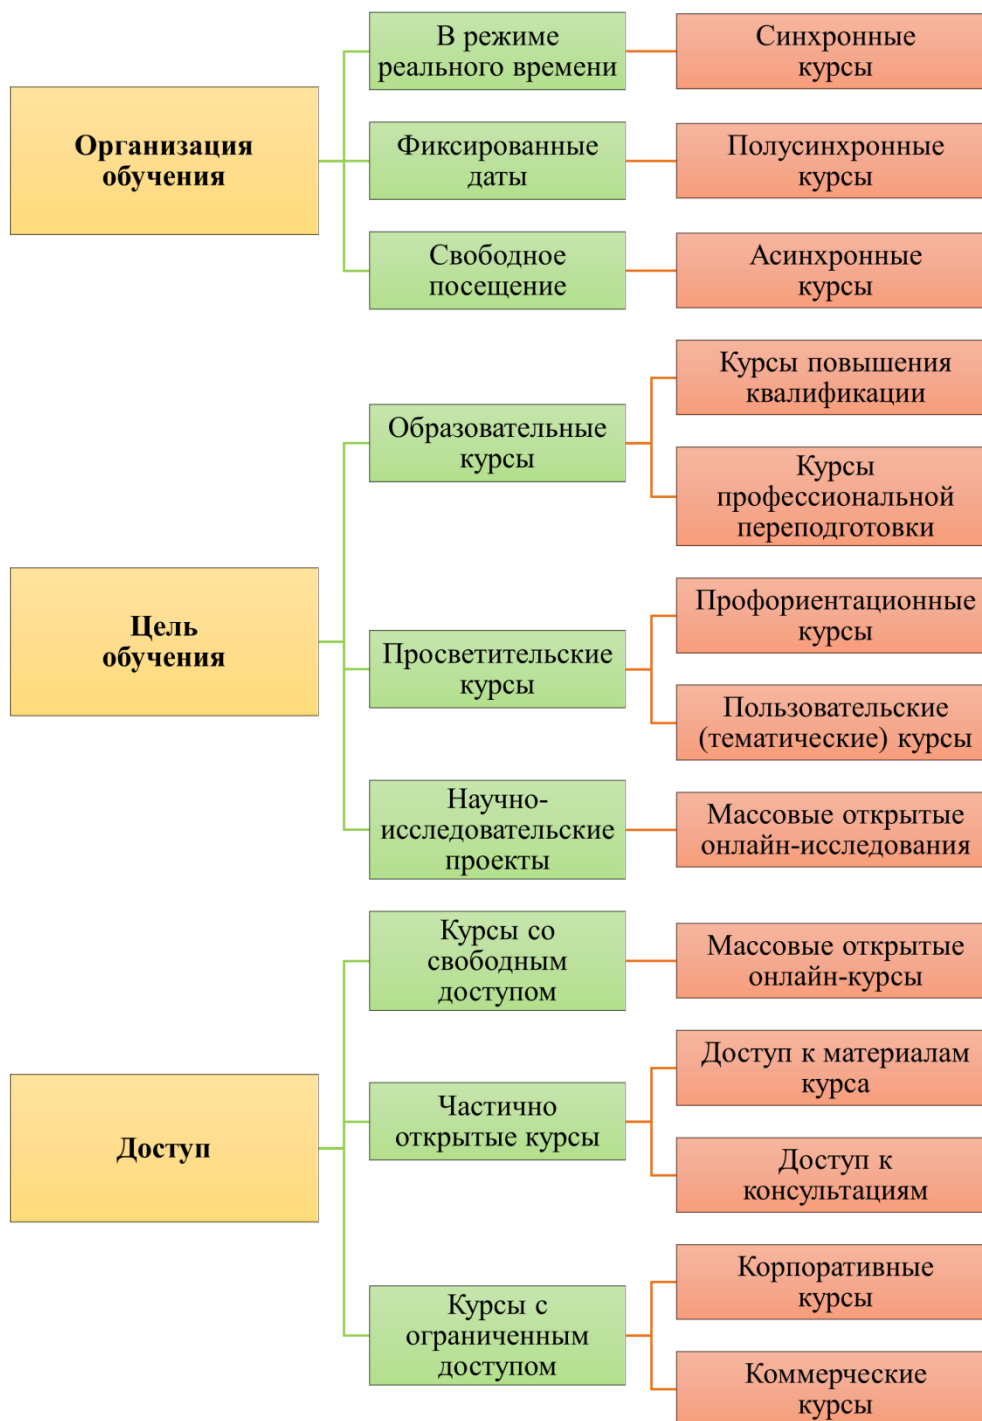 Организация
обучения
В режиме
реального времени
Синхронные
курсы
Фиксированные
даты
Полусинхронные
курсы
Свободное
посещение
Асинхронные
курсы
Цель
обучения
Образовательные
курсы
Курсы повышения
квалификации
Курсы
профессиональной
переподготовки
Просветительские
курсы
Профориентационные
курсы
Пользовательские
(тематические) курсы
Научно-
исследовательские
проекты
Массовые открытые
онлайн-исследования
Доступ
Курсы со
свободным
доступом
Массовые открытые
онлайн-курсы
Частично
открытые курсы
Доступ к материалам
курса
Доступ к
консультациям
Курсы с
ограниченным
доступом
Корпоративные
курсы
Коммерческие
курсы